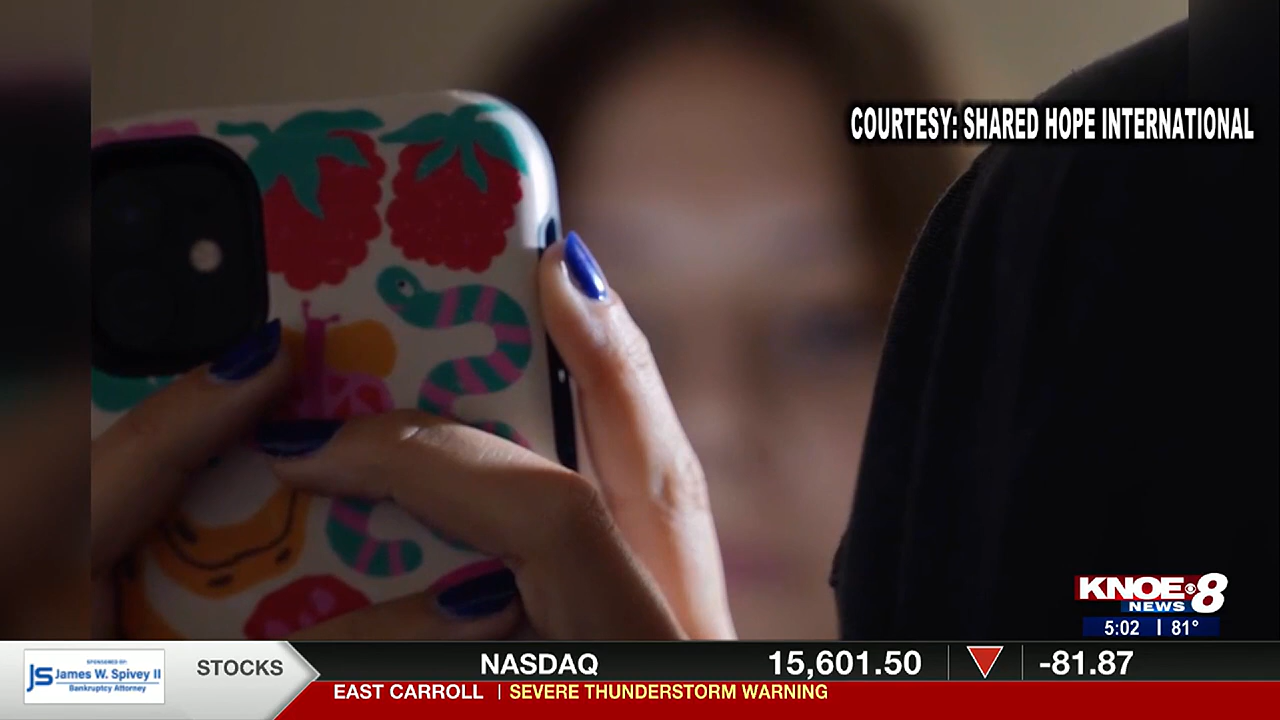 COURTESY: SHARED HOPE INTERNATIONAL
KNOE 8
NEWS
5:02 | 81°
SPONSORED BY:
JS James W. Spivey II
Bankruptcy Attorney
STOCKS
NASDAQ 15,601.50 -81.87
EAST CARROLL | SEVERE THUNDERSTORM WARNING